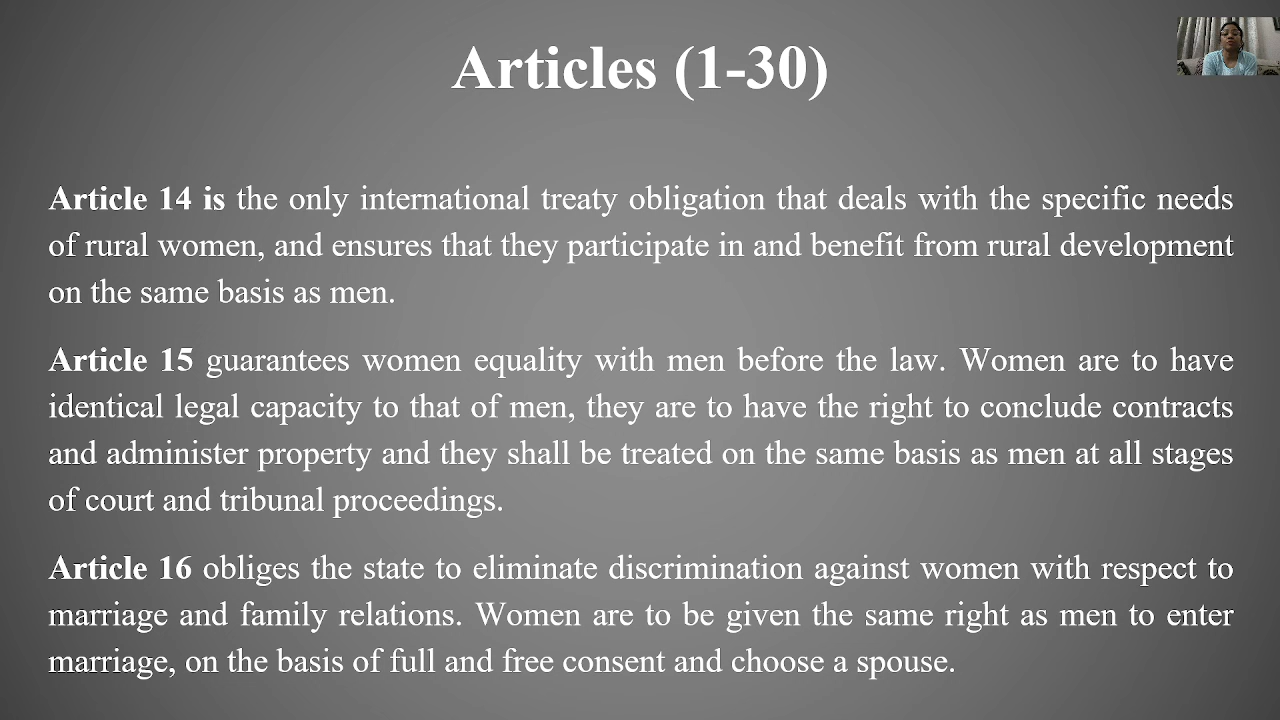 Articles (1-30)
Article 14 is the only international treaty obligation that deals with the specific needs
of rural women, and ensures that they participate in and benefit from rural development
on the same basis as men.
Article 15 guarantees women equality with men before the law. Women are to have
identical legal capacity to that of men, they are to have the right to conclude contracts
and administer property and they shall be treated on the same basis as men at all stages
of court and tribunal proceedings.
Article 16 obliges the state to eliminate discrimination against women with respect to
marriage and family relations. Women are to be given the same right as men to enter
marriage, on the basis of full and free consent and choose a spouse.